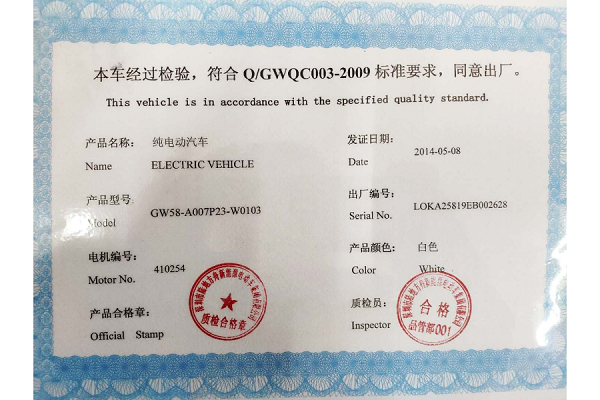 本车经过检验，符合 Q/GWQC003-2009 标准要求，同意出厂。
This vehicle is in accordance with the specified quality standard.
产品名称： 纯电动汽车 发证日期：
Name ELECTRIC VEHICLE Date 2014-05-08
产品型号： 出厂编号：
Model GW58-A007P23-W0103 Serial No. LOKA25819EB002628
电机编号： 产品颜色： 白色
Motor No. 410254 Color White
产品合格章： 质检员：
Official Stamp Inspector
质检合格章
合格
品管部001